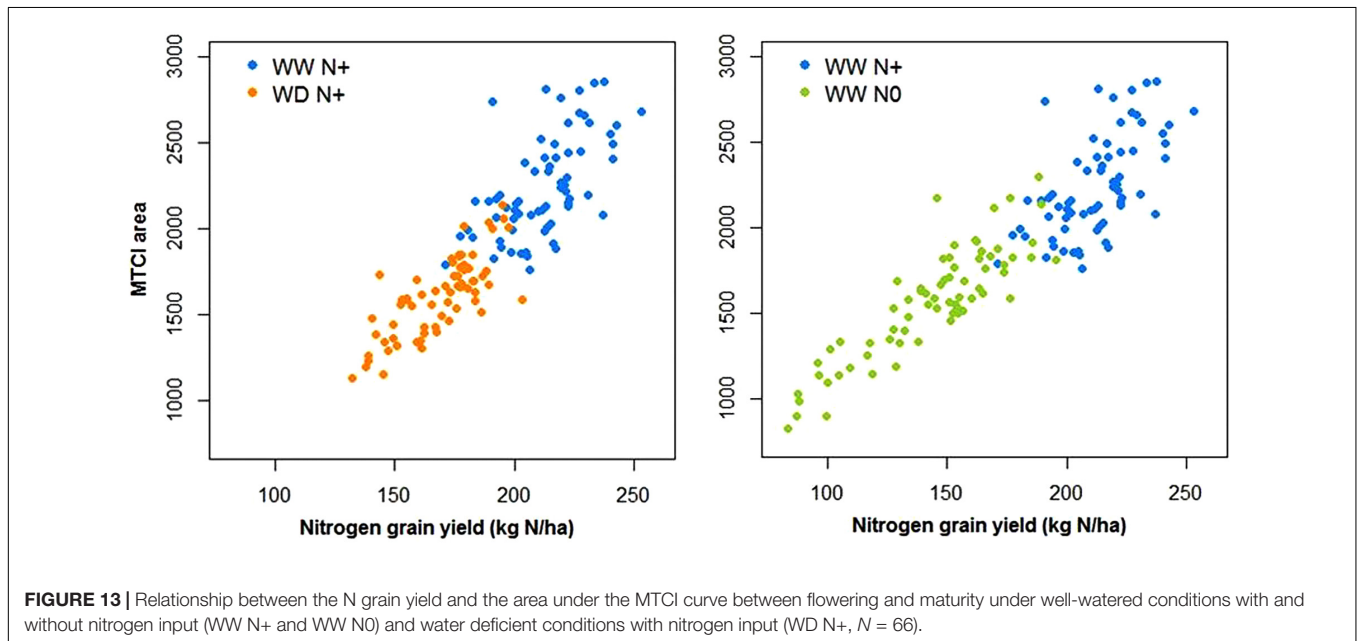 3000
2500
2000
1500
1000
MTCI area
WW N+
WD N+
100 150 200 250
Nitrogen grain yield (kg N/ha)
3000
2500
2000
1500
1000
WW N+
WW N0
100 150 200 250
Nitrogen grain yield (kg N/ha)
FIGURE 13 | Relationship between the N grain yield and the area under the MTCI curve between flowering and maturity under well-watered conditions with and
without nitrogen input (WW N+ and WW N0) and water deficient conditions with nitrogen input (WD N+, N = 66).